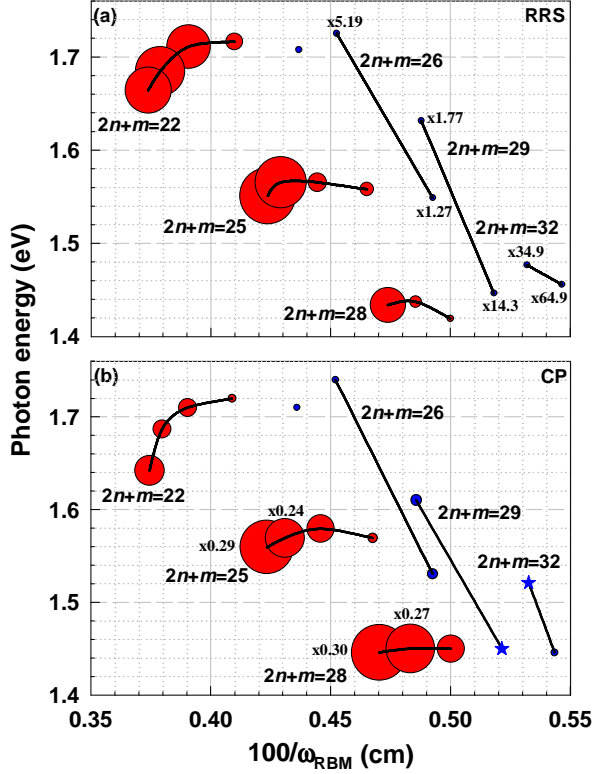 (a)
RRS
x5.19
2n+m=26
1.7
x1.77
2n+m=22
2n+m=29
1.6
2n+m=25
x1.27
2n+m=32
1.5
x34.9
2n+m=28
x14.3
x64.9
1.4
Photon energy (eV)
(b)
CP
2n+m=26
1.7
2n+m=22
x0.24
2n+m=29
1.6
x0.29
2n+m=25
2n+m=32
1.5
x0.27
x0.30
2n+m=28
1.4
0.35 0.40 0.45 0.50 0.55
100/ωRBM (cm)